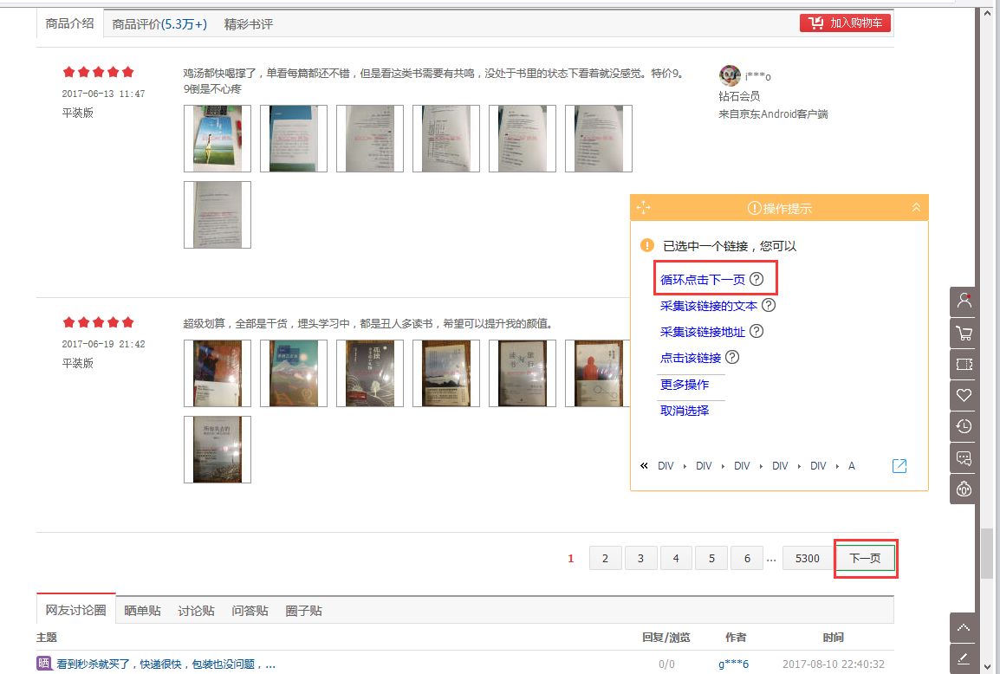 商品介绍 商品评价(5.3万+) 精彩书评 加入购物车
鸡汤都快喝撑了，单看每篇都还不错，但是看这类书需要有共鸣，没处于书里的状态下看着就没感觉。特价9。
9倒是不心疼
2017-06-13 11:47
平装版
i***o
钻石会员
来自京东Android客户端
操作提示
已选中一个链接，您可以
循环点击下一页
采集该链接的文本
采集该链接地址
点击该链接
更多操作
取消选择
« DIV DIV DIV DIV DIV A
超级划算，全部是干货，埋头学习中，都是丑人多读书，希望可以提升我的颜值。
2017-06-19 21:42
平装版
1 2 3 4 5 6 ... 5300 下一页
网友讨论圈 晒单贴 讨论贴 问答贴 圈子贴
主题 回复/浏览 作者 时间
晒 看到秒杀就买了，快递很快，包装也没问题，... 0/0 g***6 2017-08-10 22:40:32